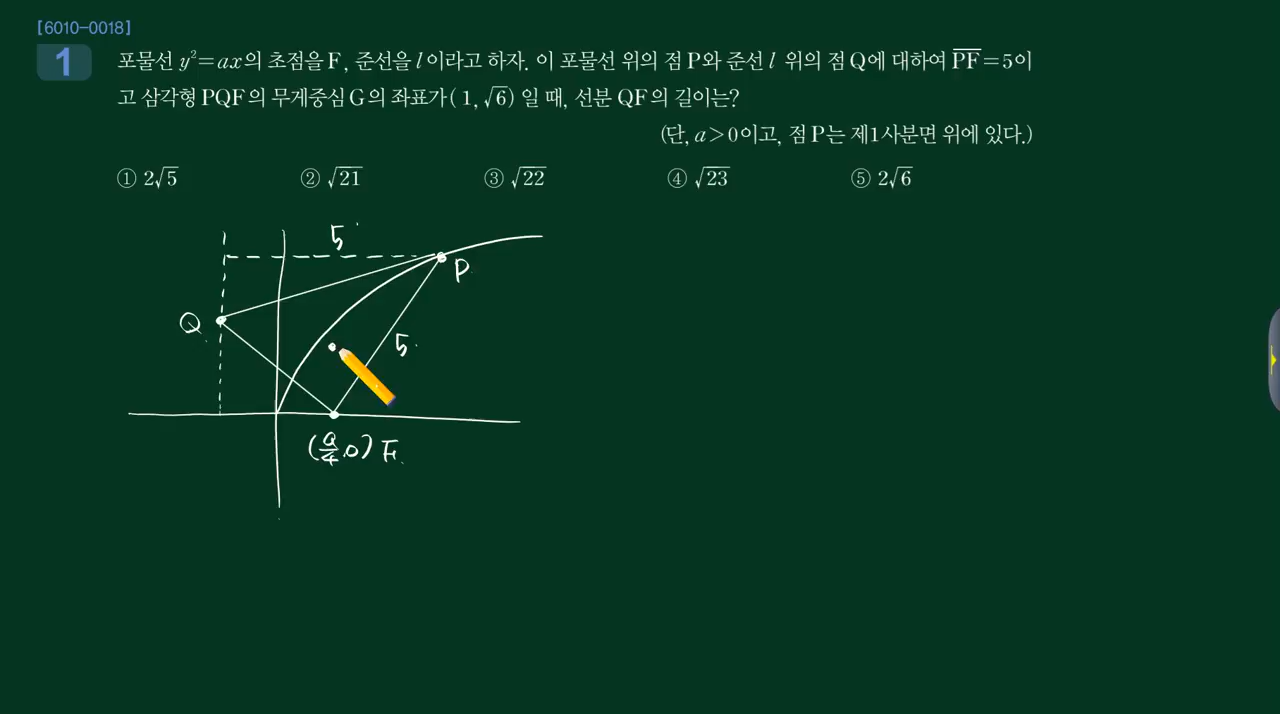 [6010-0018]
1
포물선 y²=ax의 초점을 F, 준선을 l이라고 하자. 이 포물선 위의 점 P와 준선 l 위의 점 Q에 대하여 P̅F̅=5이
고 삼각형 PQF의 무게중심 G의 좌표가 (1, √6) 일 때, 선분 QF의 길이는?
(단, a>0이고, 점 P는 제1사분면 위에 있다.)
① 2√5 ② √21 ③ √22 ④ √23 ⑤ 2√6
5
P
Q
5
(a/4, 0) F